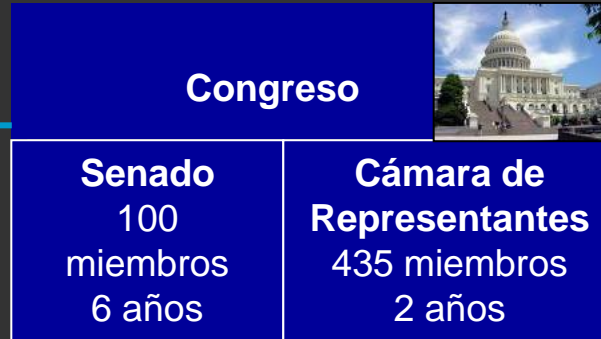 Congreso
Senado
100
miembros
6 años
Cámara de
Representantes
435 miembros
2 años